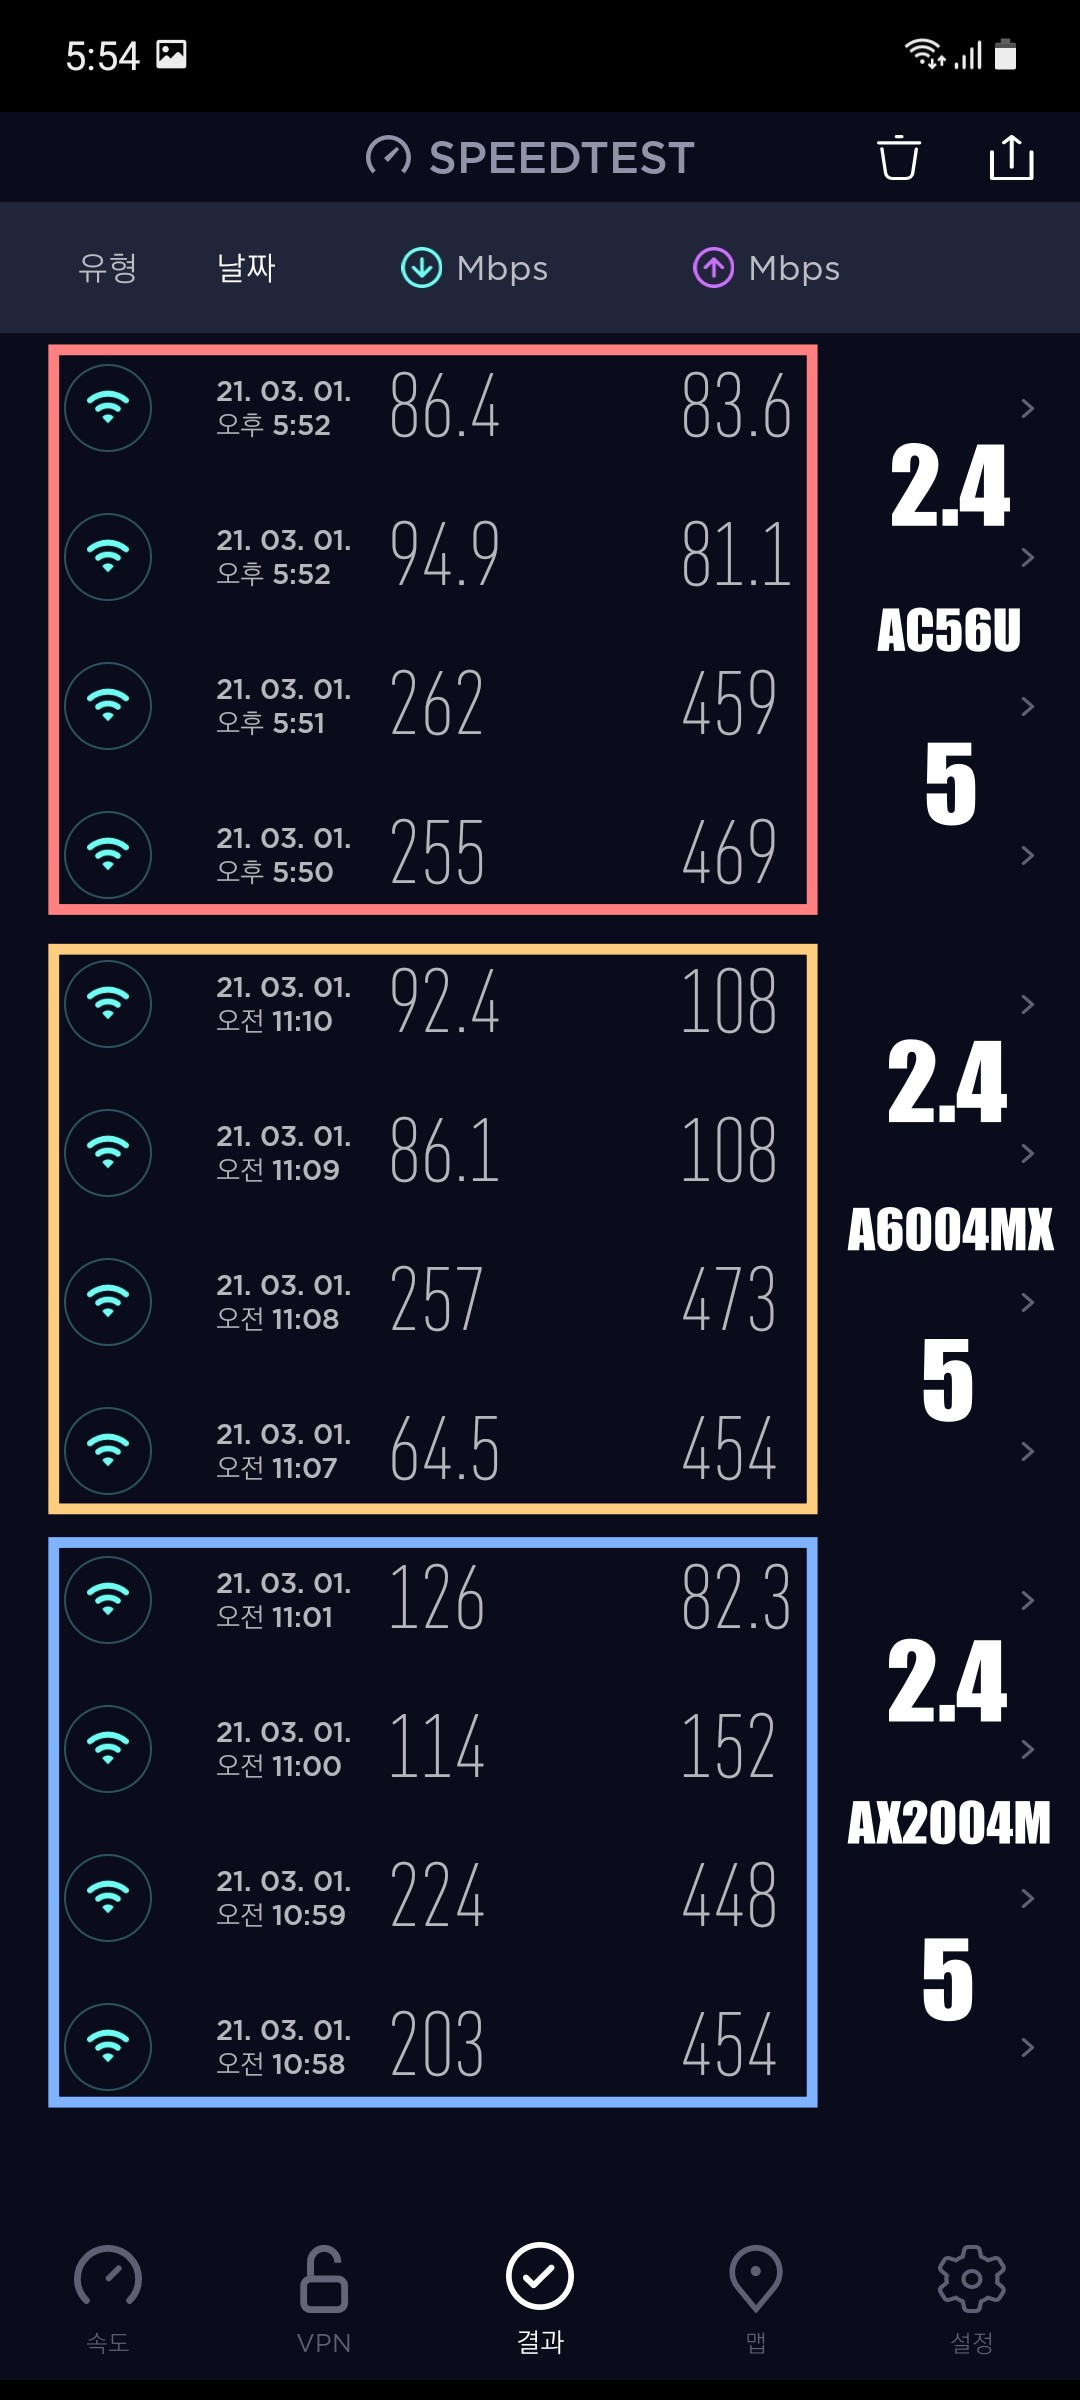 5:54
SPEEDTEST
유형 날짜 Mbps Mbps
21. 03. 01.
오후 5:52
86.4 83.6
2.4
21. 03. 01.
오후 5:52
94.9 81.1
AC56U
21. 03. 01.
오후 5:51
262 459
5
21. 03. 01.
오후 5:50
255 469
21. 03. 01.
오전 11:10
92.4 108
2.4
21. 03. 01.
오전 11:09
86.1 108
A6004MX
21. 03. 01.
오전 11:08
257 473
5
21. 03. 01.
오전 11:07
64.5 454
21. 03. 01.
오전 11:01
126 82.3
2.4
21. 03. 01.
오전 11:00
114 152
AX2004M
21. 03. 01.
오전 10:59
224 448
5
21. 03. 01.
오전 10:58
203 454
속도 VPN 결과 맵 설정